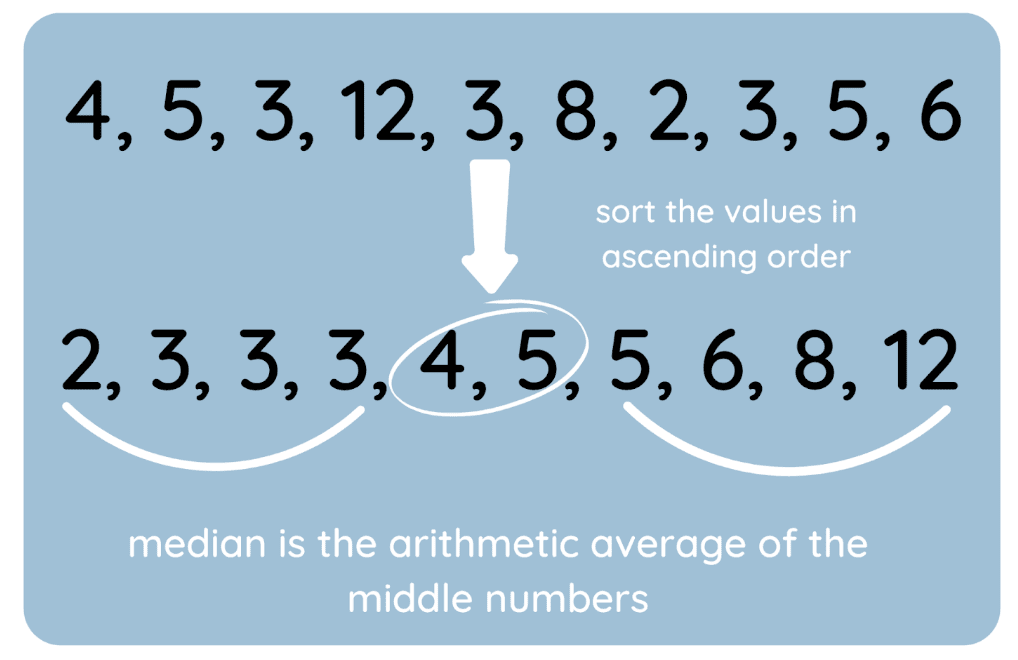 4, 5, 3, 12, 3, 8, 2, 3, 5, 6
sort the values in
ascending order
2, 3, 3, 3, 4, 5, 5, 6, 8, 12
median is the arithmetic average of the
middle numbers